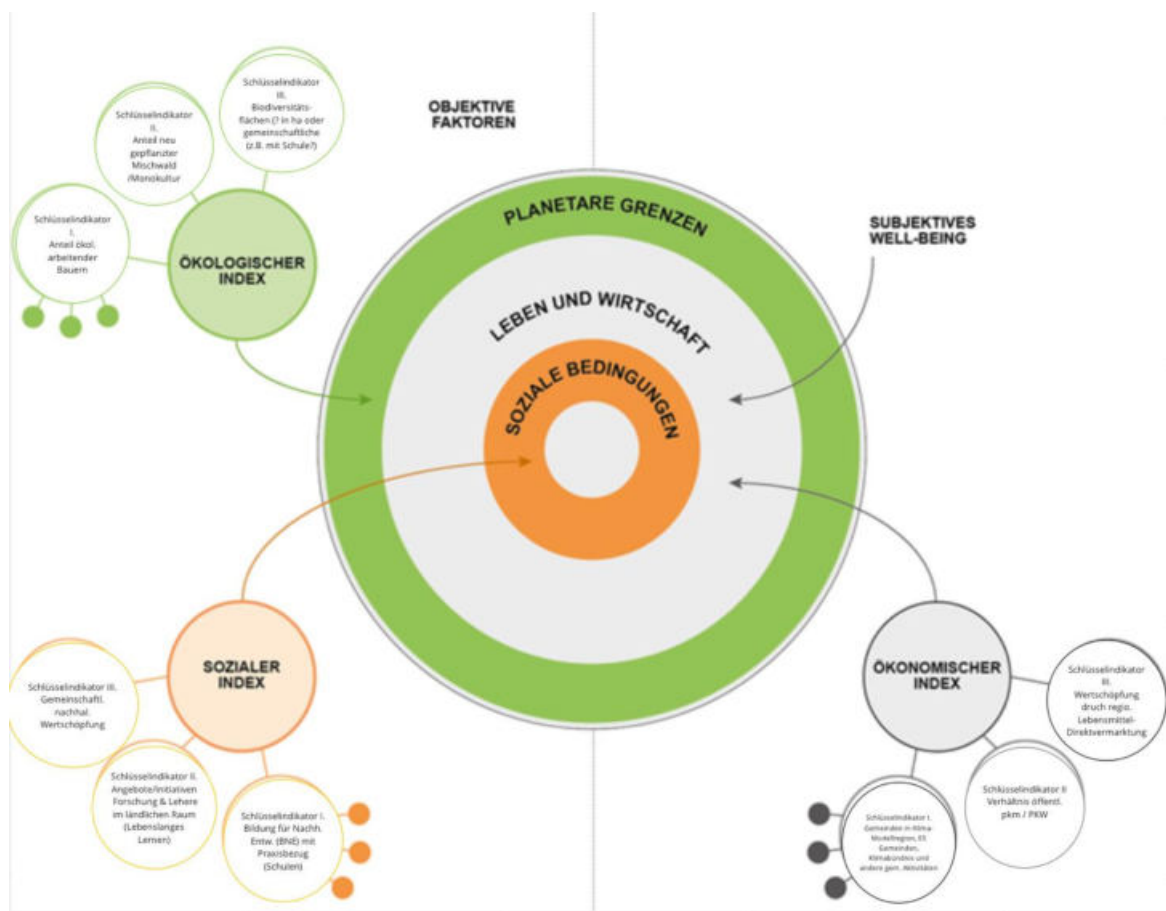 Schlüsselindikator
III.
Biodiversitäts-
flächen (? in ha oder
gemeinschaftliche
(z.B. mit Schule?)
Schlüsselindikator
II.
Anteil neu
gepflanzter
Mischwald
/Monokultur
Schlüsselindikator
I.
Anteil ökol.
arbeitender
Bauern
ÖKOLOGISCHER
INDEX
OBJEKTIVE
FAKTOREN
PLANETARE GRENZEN
LEBEN UND WIRTSCHAFT
SOZIALE BEDINGUNGEN
SUBJEKTIVES
WELL-BEING
SOZIALER
INDEX
Schlüsselindikator III.
Gemeinschaftl.
nachhal.
Wertschöpfung
Schlüsselindikator II.
Angebote/Initiativen
Forschung & Lehere
im ländlichen Raum
(Lebenslanges
Lernen)
Schlüsselindikator I.
Bildung für Nachh.
Entw. (BNE) mit
Praxisbezug
(Schulen)
ÖKONOMISCHER
INDEX
Schlüsselindikator
III.
Wertschöpfung
druch regio.
Lebensmittel-
Direktvermarktung
Schlüsselindikator II
Verhältnis öffentl.
pkm / PKW
Schlüsselindikator I.
Gemeinden in Klima-
Modellregion,
Gemeinden,
Klimabündnis und
andere gem. Aktivitäten